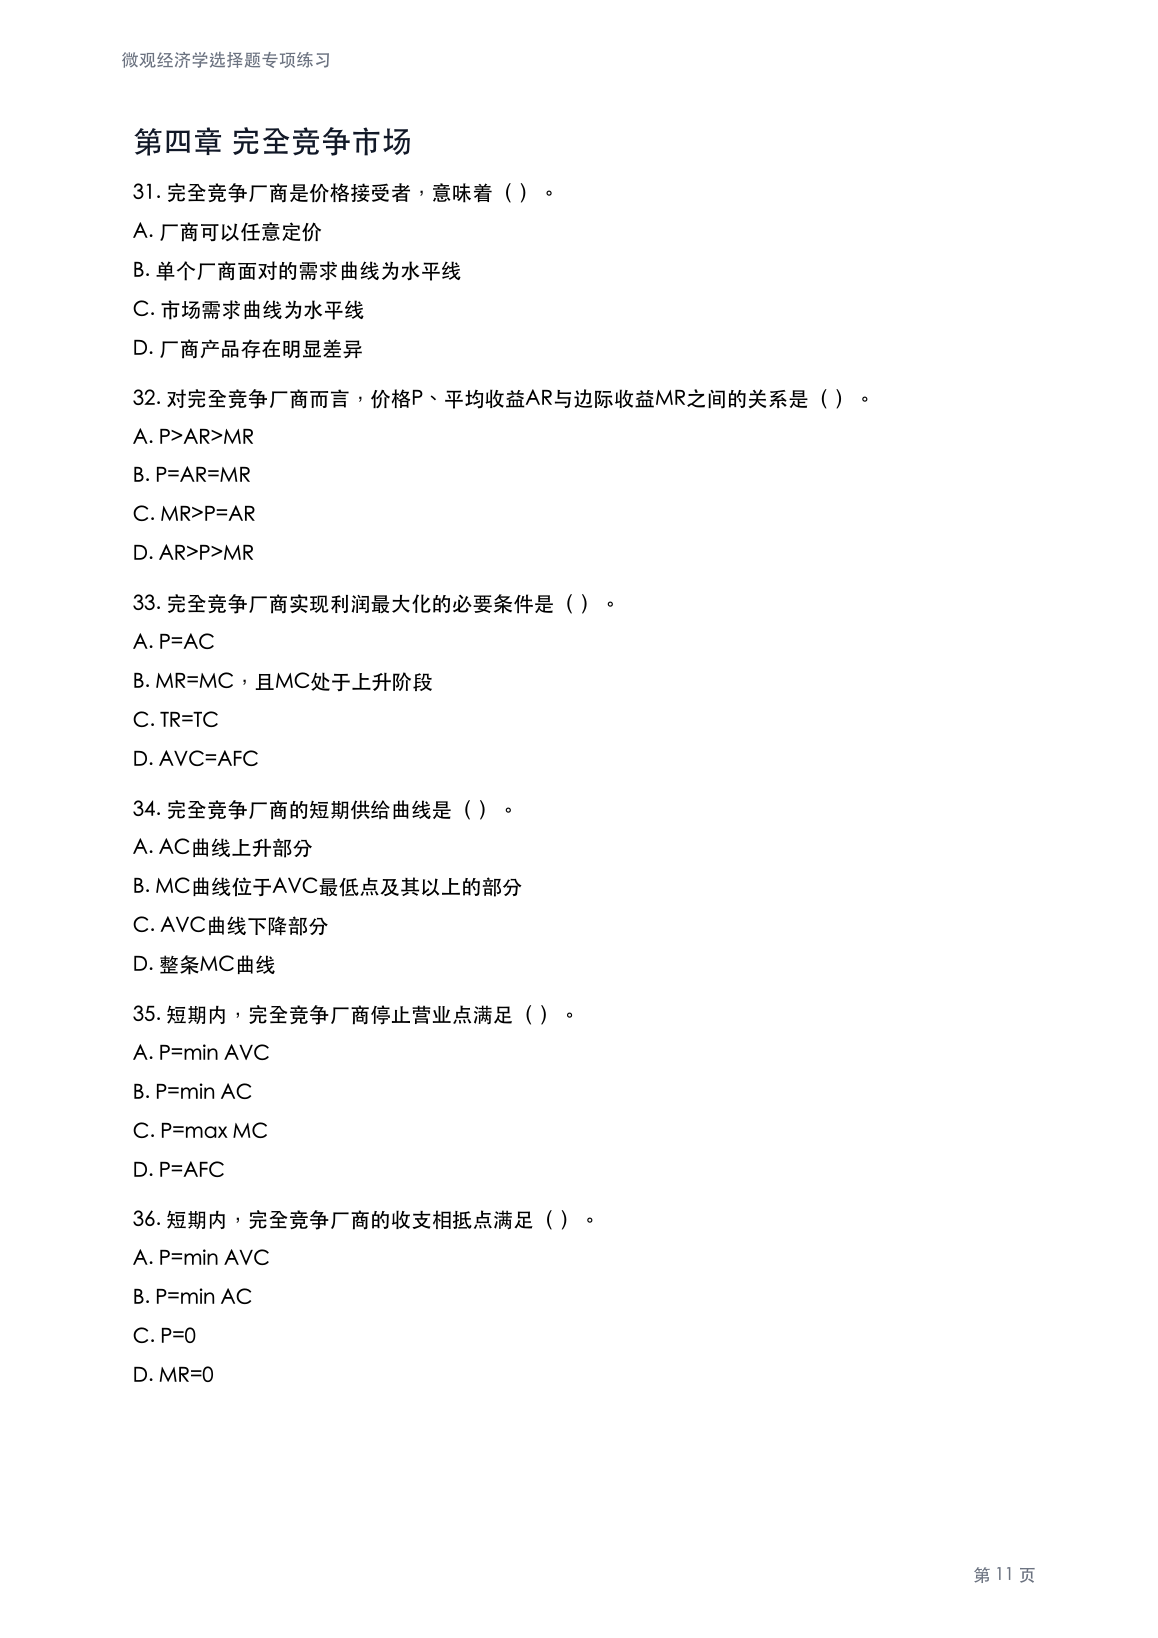 微观经济学选择题专项练习
第四章 完全竞争市场
31. 完全竞争厂商是价格接受者，意味着（ ）。
A. 厂商可以任意定价
B. 单个厂商面对的需求曲线为水平线
C. 市场需求曲线为水平线
D. 厂商产品存在明显差异
32. 对完全竞争厂商而言，价格P、平均收益AR与边际收益MR之间的关系是（ ）。
A. P>AR>MR
B. P=AR=MR
C. MR>P=AR
D. AR>P>MR
33. 完全竞争厂商实现利润最大化的必要条件是（ ）。
A. P=AC
B. MR=MC，且MC处于上升阶段
C. TR=TC
D. AVC=AFC
34. 完全竞争厂商的短期供给曲线是（ ）。
A. AC曲线上升部分
B. MC曲线位于AVC最低点及其以上的部分
C. AVC曲线下降部分
D. 整条MC曲线
35. 短期内，完全竞争厂商停止营业点满足（ ）。
A. P=min AVC
B. P=min AC
C. P=max MC
D. P=AFC
36. 短期内，完全竞争厂商的收支相抵点满足（ ）。
A. P=min AVC
B. P=min AC
C. P=0
D. MR=0
第 11 页